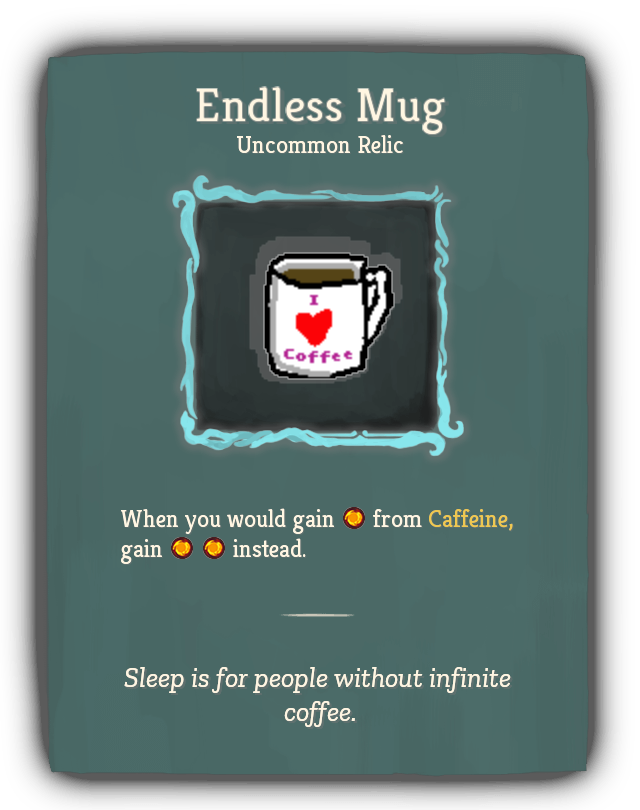 Endless Mug
Uncommon Relic
I
Coffee
When you would gain from Caffeine,
gain instead.
Sleep is for people without infinite
coffee.